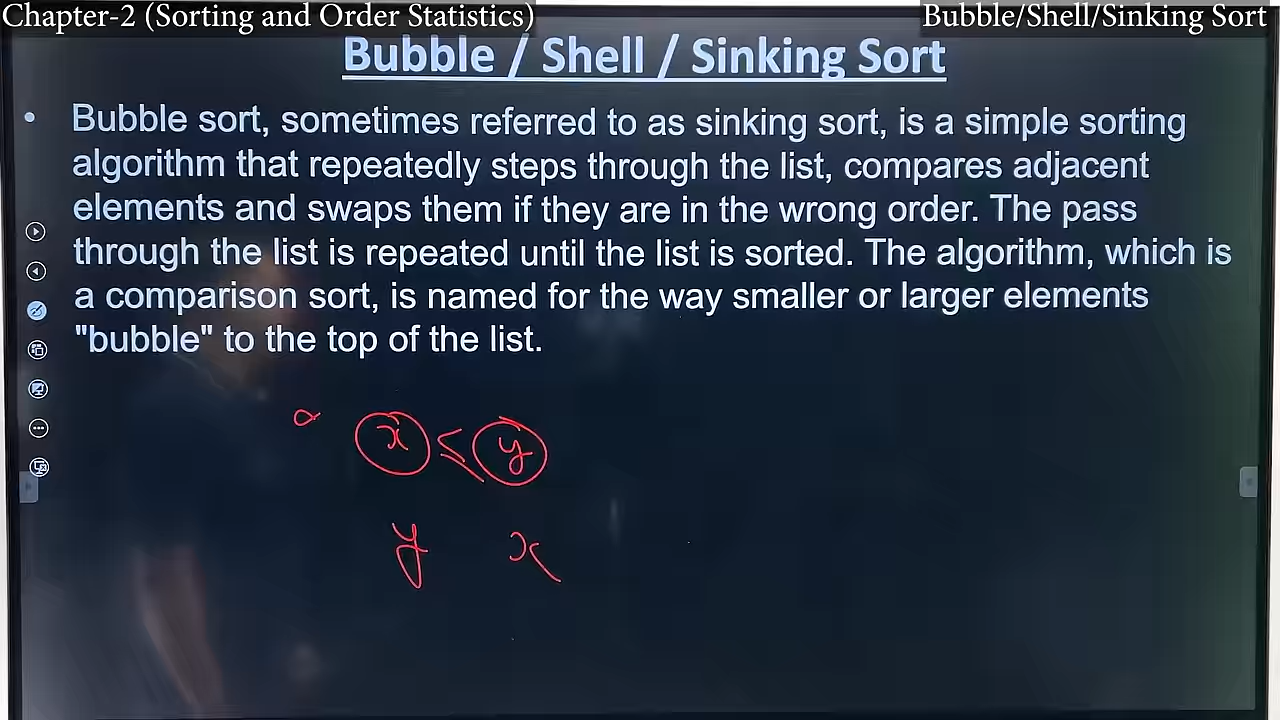 Chapter-2 (Sorting and Order Statistics)
Bubble/Shell/Sinking Sort
Bubble / Shell / Sinking Sort
• Bubble sort, sometimes referred to as sinking sort, is a simple sorting
algorithm that repeatedly steps through the list, compares adjacent
elements and swaps them if they are in the wrong order. The pass
through the list is repeated until the list is sorted. The algorithm, which is
a comparison sort, is named for the way smaller or larger elements
"bubble" to the top of the list.
x ≤ y
y x